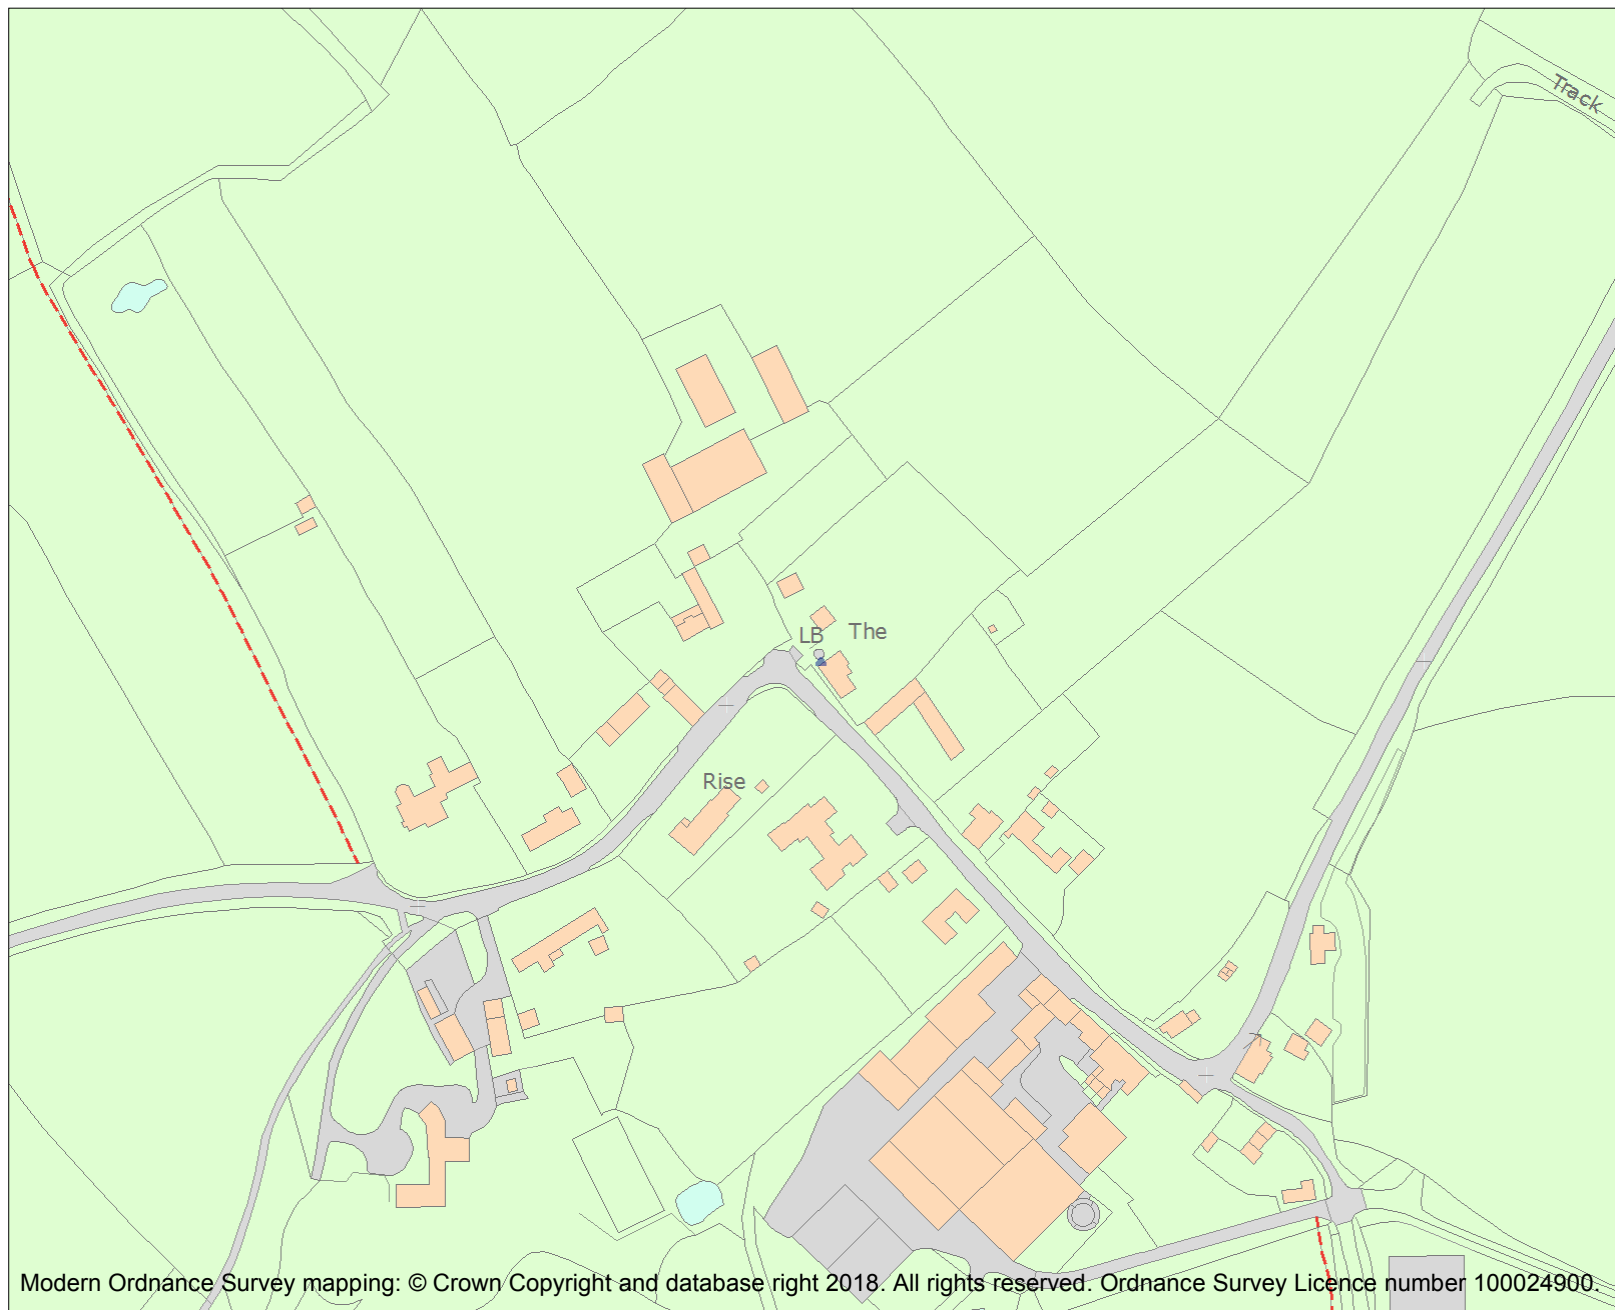 Track
LB The
Rise
Modern Ordnance Survey mapping: © Crown Copyright and database right 2018. All rights reserved. Ordnance Survey Licence number 100024900.